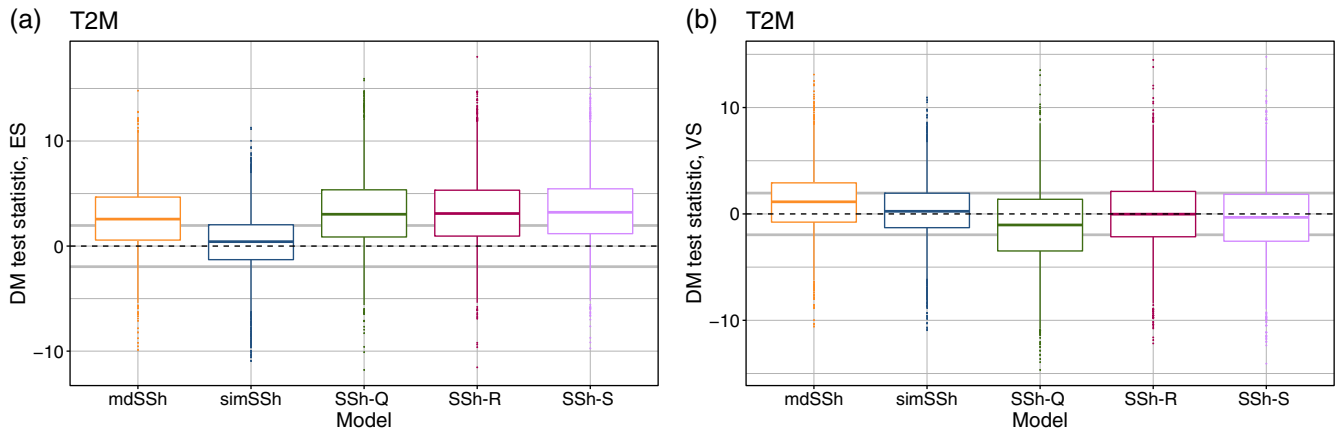 (a) T2M
DM test statistic, ES
10
0
−10
mdSSh simSSh SSh-Q SSh-R SSh-S
Model
(b) T2M
DM test statistic, VS
10
0
−10
mdSSh simSSh SSh-Q SSh-R SSh-S
Model